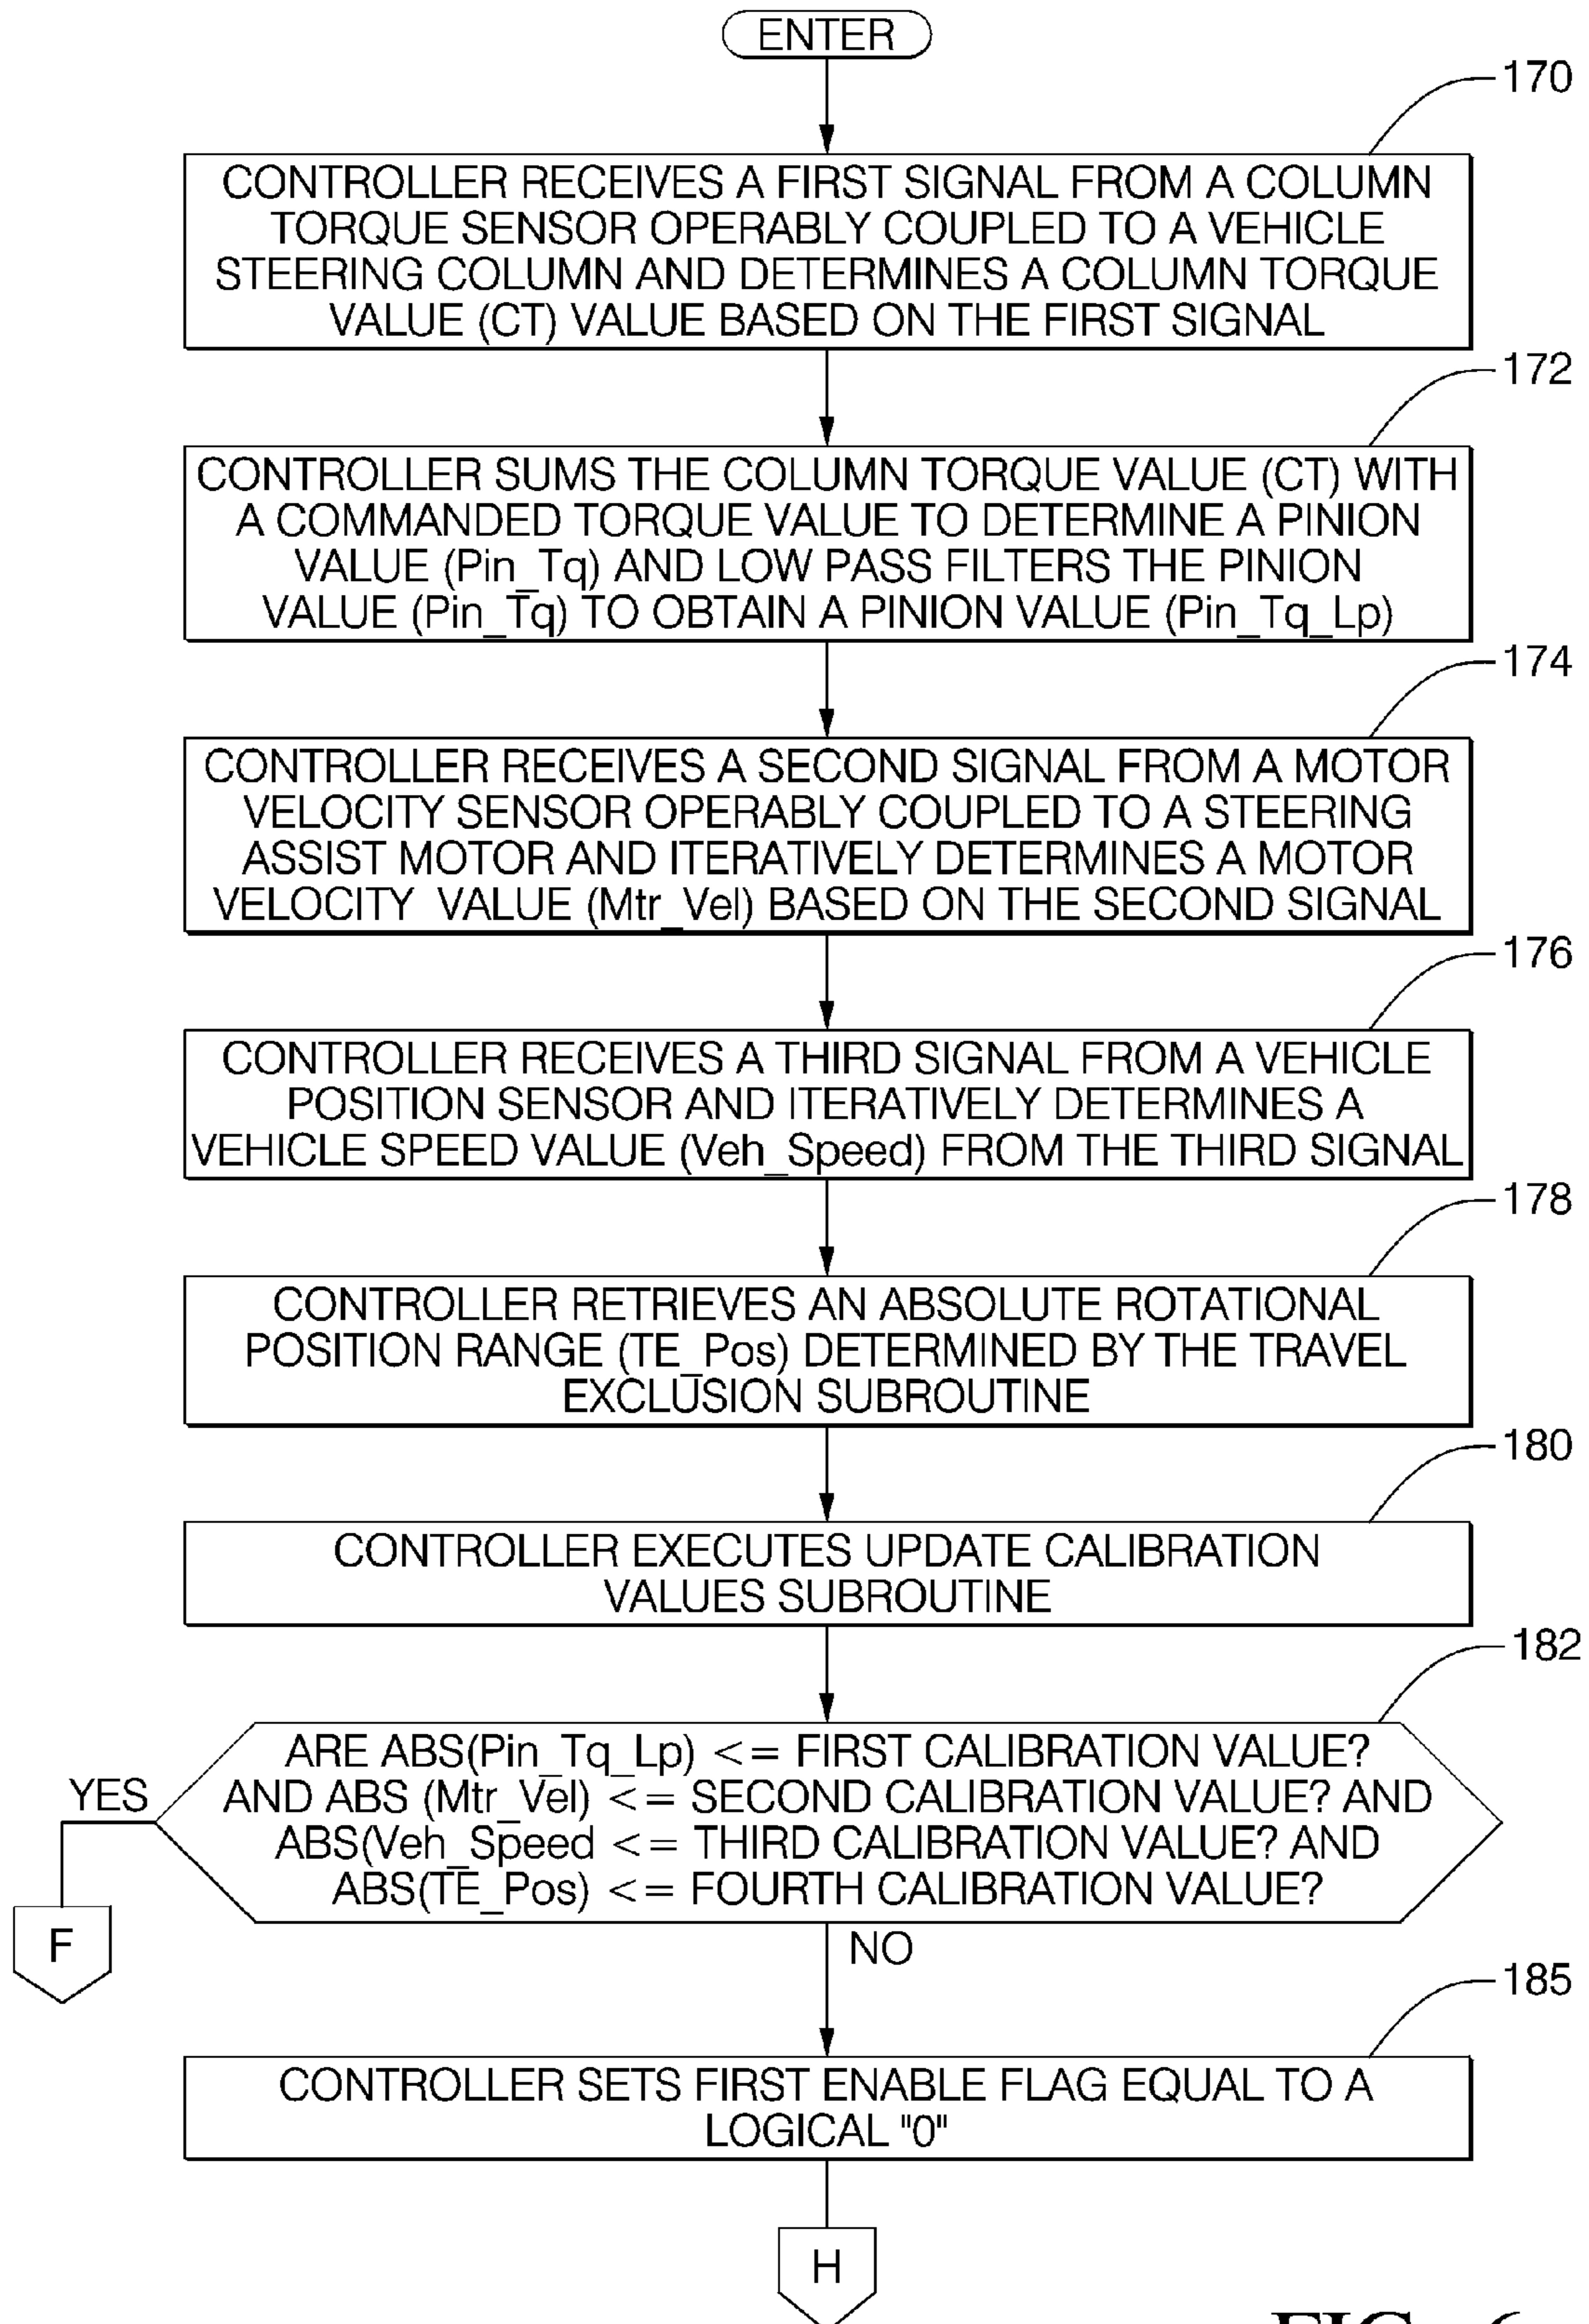 ENTER
170
CONTROLLER RECEIVES A FIRST SIGNAL FROM A COLUMN
TORQUE SENSOR OPERABLY COUPLED TO A VEHICLE
STEERING COLUMN AND DETERMINES A COLUMN TORQUE
VALUE (CT) VALUE BASED ON THE FIRST SIGNAL
172
CONTROLLER SUMS THE COLUMN TORQUE VALUE (CT) WITH
A COMMANDED TORQUE VALUE TO DETERMINE A PINION
VALUE (Pin_Tq) AND LOW PASS FILTERS THE PINION
VALUE (Pin_Tq) TO OBTAIN A PINION VALUE (Pin_Tq_Lp)
174
CONTROLLER RECEIVES A SECOND SIGNAL FROM A MOTOR
VELOCITY SENSOR OPERABLY COUPLED TO A STEERING
ASSIST MOTOR AND ITERATIVELY DETERMINES A MOTOR
VELOCITY VALUE (Mtr_Vel) BASED ON THE SECOND SIGNAL
176
CONTROLLER RECEIVES A THIRD SIGNAL FROM A VEHICLE
POSITION SENSOR AND ITERATIVELY DETERMINES A
VEHICLE SPEED VALUE (Veh_Speed) FROM THE THIRD SIGNAL
178
CONTROLLER RETRIEVES AN ABSOLUTE ROTATIONAL
POSITION RANGE (TE_Pos) DETERMINED BY THE TRAVEL
EXCLUSION SUBROUTINE
180
CONTROLLER EXECUTES UPDATE CALIBRATION
VALUES SUBROUTINE
182
ARE ABS(Pin_Tq_Lp) <= FIRST CALIBRATION VALUE?
AND ABS (Mtr_Vel) <= SECOND CALIBRATION VALUE? AND
ABS(Veh_Speed <= THIRD CALIBRATION VALUE? AND
ABS(TE_Pos) <= FOURTH CALIBRATION VALUE?
YES
F
NO
185
CONTROLLER SETS FIRST ENABLE FLAG EQUAL TO A
LOGICAL "0"
H